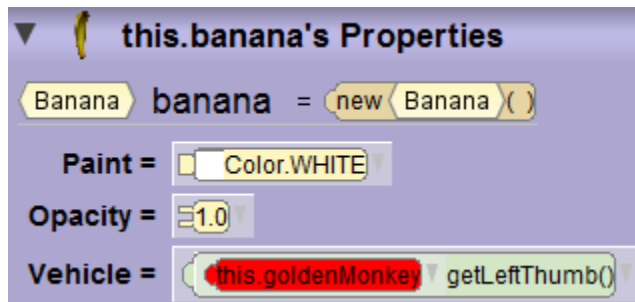 this.banana's Properties
Banana banana = new Banana ( )
Paint = Color.WHITE
Opacity = 1.0
Vehicle = this.goldenMonkey getLeftThumb()